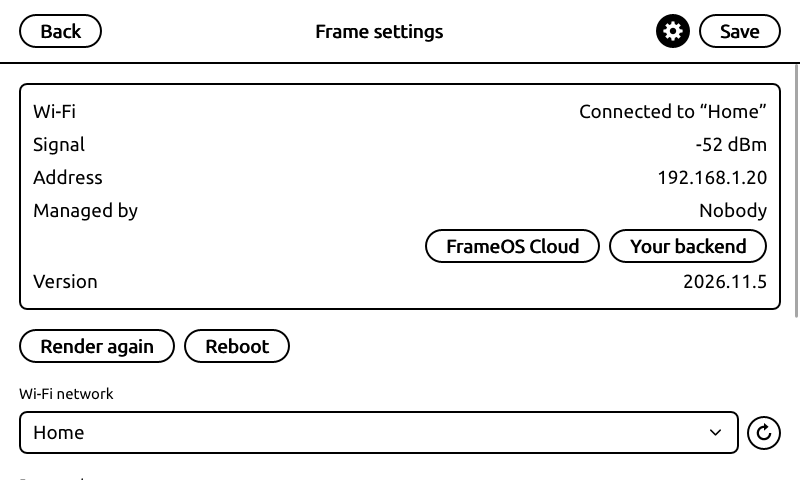 Back
Frame settings
Save
Wi-Fi
Connected to “Home”
Signal
-52 dBm
Address
192.168.1.20
Managed by
Nobody
FrameOS Cloud
Your backend
Version
2026.11.5
Render again
Reboot
Wi-Fi network
Home